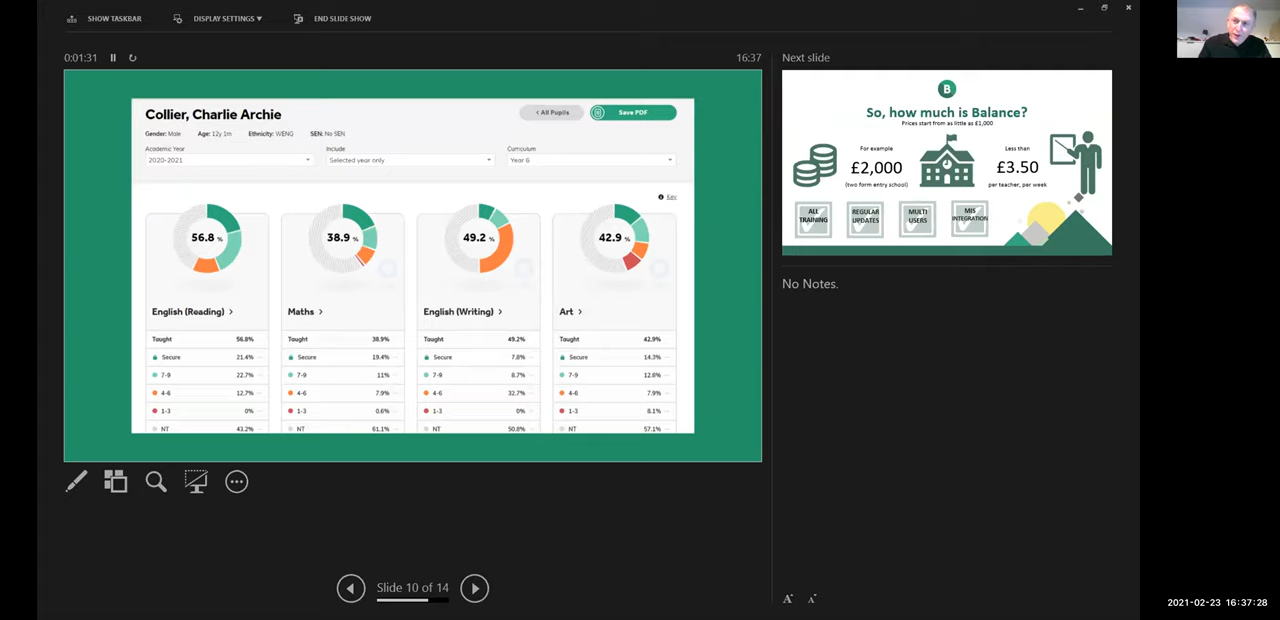 SHOW TASKBAR DISPLAY SETTINGS ▼ END SLIDE SHOW
0:01:31 16:37
Collier, Charlie Archie
< All Pupils Save PDF
Gender: Male Age: 12y 1m Ethnicity: WENG SEN: No SEN
Academic Year Include Curriculum
2020-2021 Selected year only Year 6
Key
56.8 % 38.9 % 49.2 % 42.9 %
English (Reading) > Maths > English (Writing) > Art >
Taught 56.8% Taught 38.9% Taught 49.2% Taught 42.9%
Secure 21.4% Secure 19.4% Secure 7.8% Secure 14.3%
7-9 22.7% 7-9 11% 7-9 8.7% 7-9 12.6%
4-6 12.7% 4-6 7.9% 4-6 32.7% 4-6 7.9%
1-3 0% 1-3 0.6% 1-3 0% 1-3 8.1%
NT 43.2% NT 61.1% NT 50.8% NT 57.1%
Slide 10 of 14
Next slide
B
So, how much is Balance?
Prices start from as little as £1,000
For example
£2,000
(two form entry school)
Less than
£3.50
per teacher, per week
ALL TRAINING
REGULAR UPDATES
MULTI USERS
MIS INTEGRATION
No Notes.
A A
2021-02-23 16:37:28